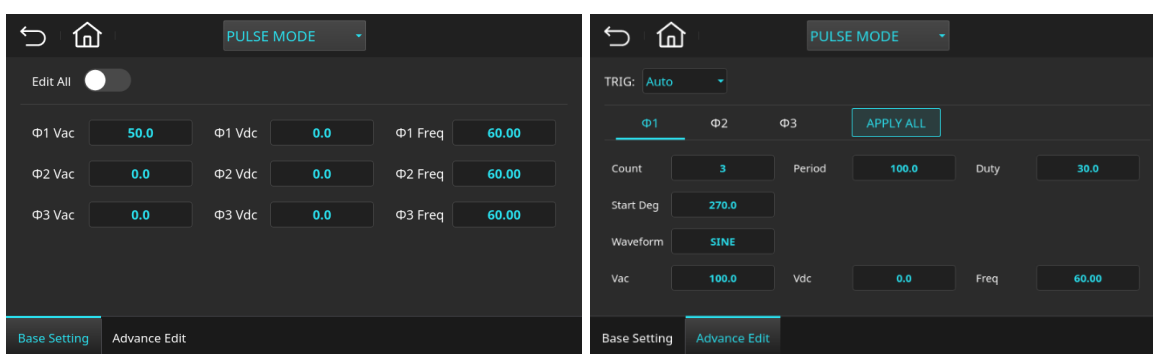 PULSE MODE
Edit All
Φ1 Vac 50.0 Φ1 Vdc 0.0 Φ1 Freq 60.00
Φ2 Vac 0.0 Φ2 Vdc 0.0 Φ2 Freq 60.00
Φ3 Vac 0.0 Φ3 Vdc 0.0 Φ3 Freq 60.00
Base Setting Advance Edit
PULSE MODE
TRIG: Auto
Φ1 Φ2 Φ3 APPLY ALL
Count 3 Period 100.0 Duty 30.0
Start Deg 270.0
Waveform SINE
Vac 100.0 Vdc 0.0 Freq 60.00
Base Setting Advance Edit